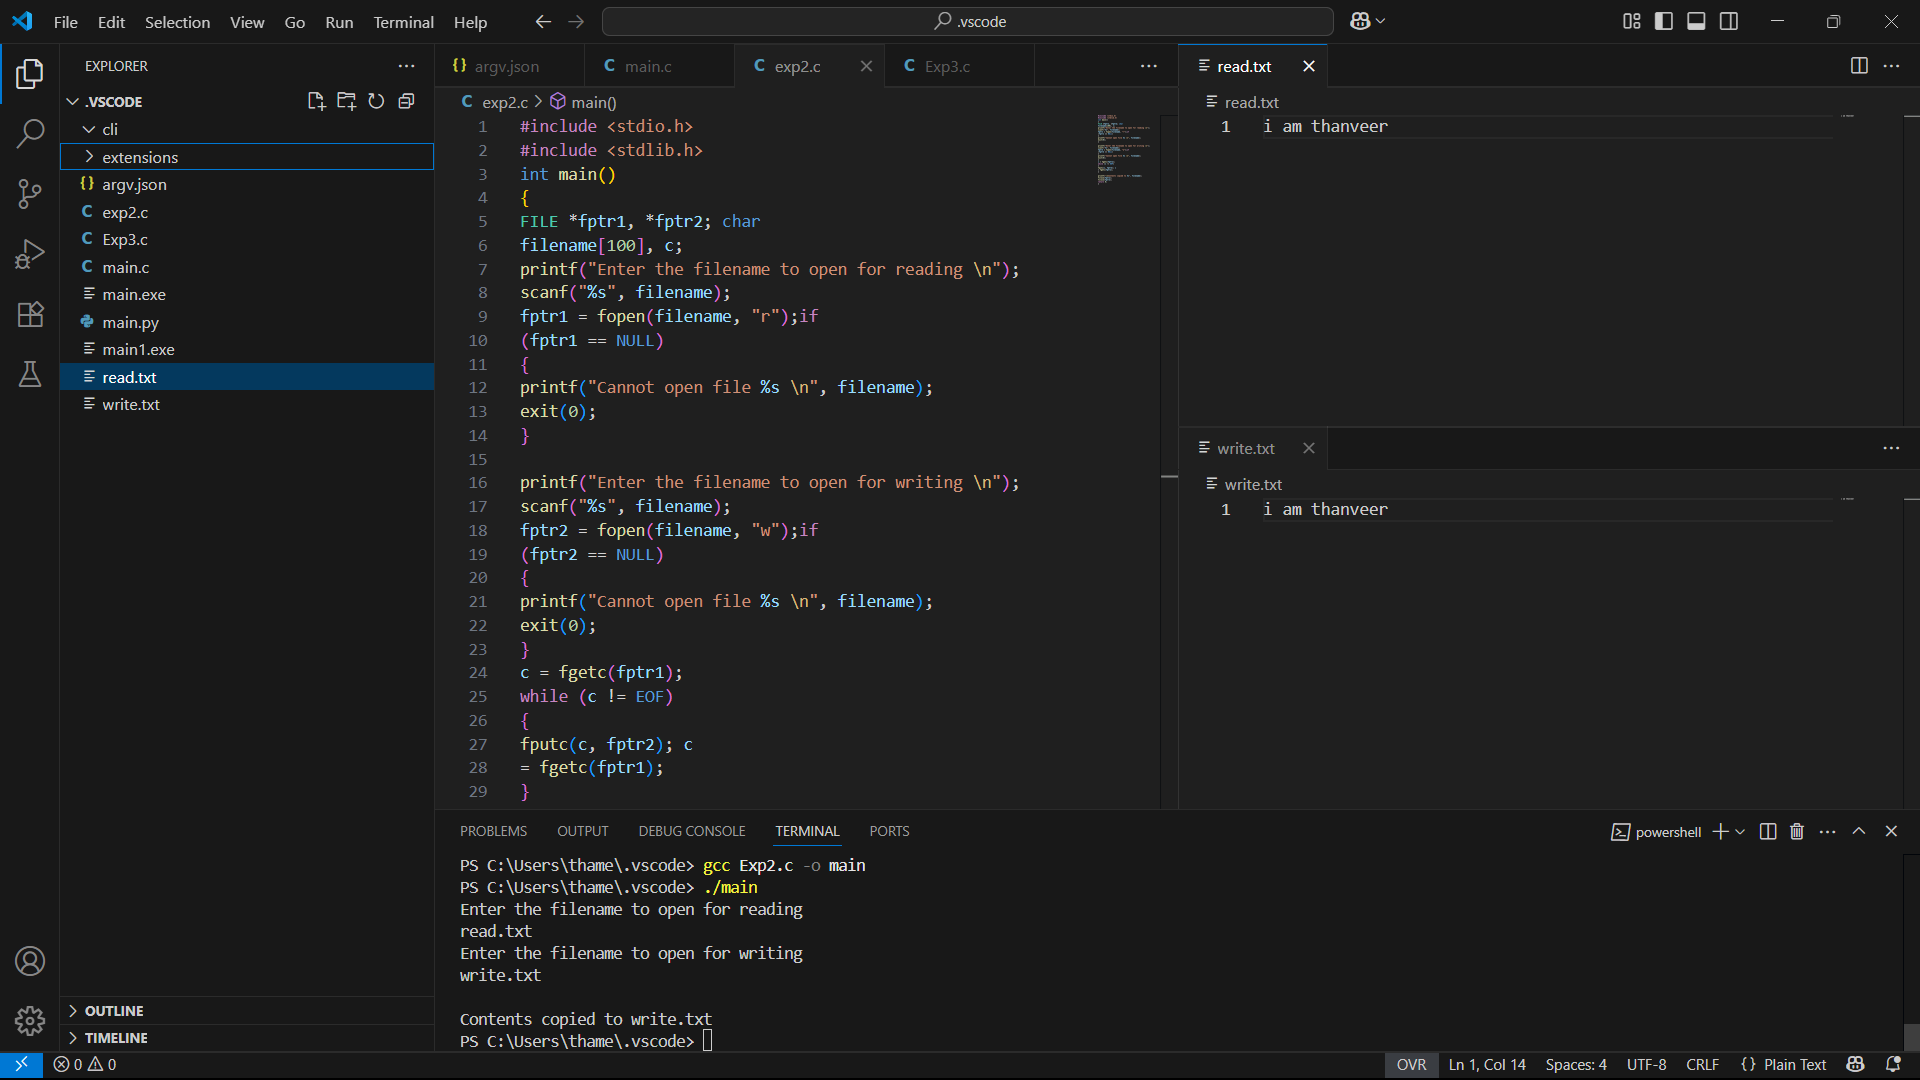 File Edit Selection View Go Run Terminal Help
.vscode
EXPLORER
.VSCODE
cli
extensions
argv.json
exp2.c
Exp3.c
main.c
main.exe
main.py
main1.exe
read.txt
write.txt
OUTLINE
TIMELINE
argv.json main.c exp2.c Exp3.c
exp2.c > main()
1 #include <stdio.h>
2 #include <stdlib.h>
3 int main()
4 {
5 FILE *fptr1, *fptr2; char
6 filename[100], c;
7 printf("Enter the filename to open for reading \n");
8 scanf("%s", filename);
9 fptr1 = fopen(filename, "r");if
10 (fptr1 == NULL)
11 {
12 printf("Cannot open file %s \n", filename);
13 exit(0);
14 }
15
16 printf("Enter the filename to open for writing \n");
17 scanf("%s", filename);
18 fptr2 = fopen(filename, "w");if
19 (fptr2 == NULL)
20 {
21 printf("Cannot open file %s \n", filename);
22 exit(0);
23 }
24 c = fgetc(fptr1);
25 while (c != EOF)
26 {
27 fputc(c, fptr2); c
28 = fgetc(fptr1);
29 }
read.txt
read.txt
1 i am thanveer
write.txt
write.txt
1 i am thanveer
PROBLEMS OUTPUT DEBUG CONSOLE TERMINAL PORTS
powershell
PS C:\Users\thame\.vscode> gcc Exp2.c -o main
PS C:\Users\thame\.vscode> ./main
Enter the filename to open for reading
read.txt
Enter the filename to open for writing
write.txt
Contents copied to write.txt
PS C:\Users\thame\.vscode>
0 0
OVR Ln 1, Col 14 Spaces: 4 UTF-8 CRLF {} Plain Text